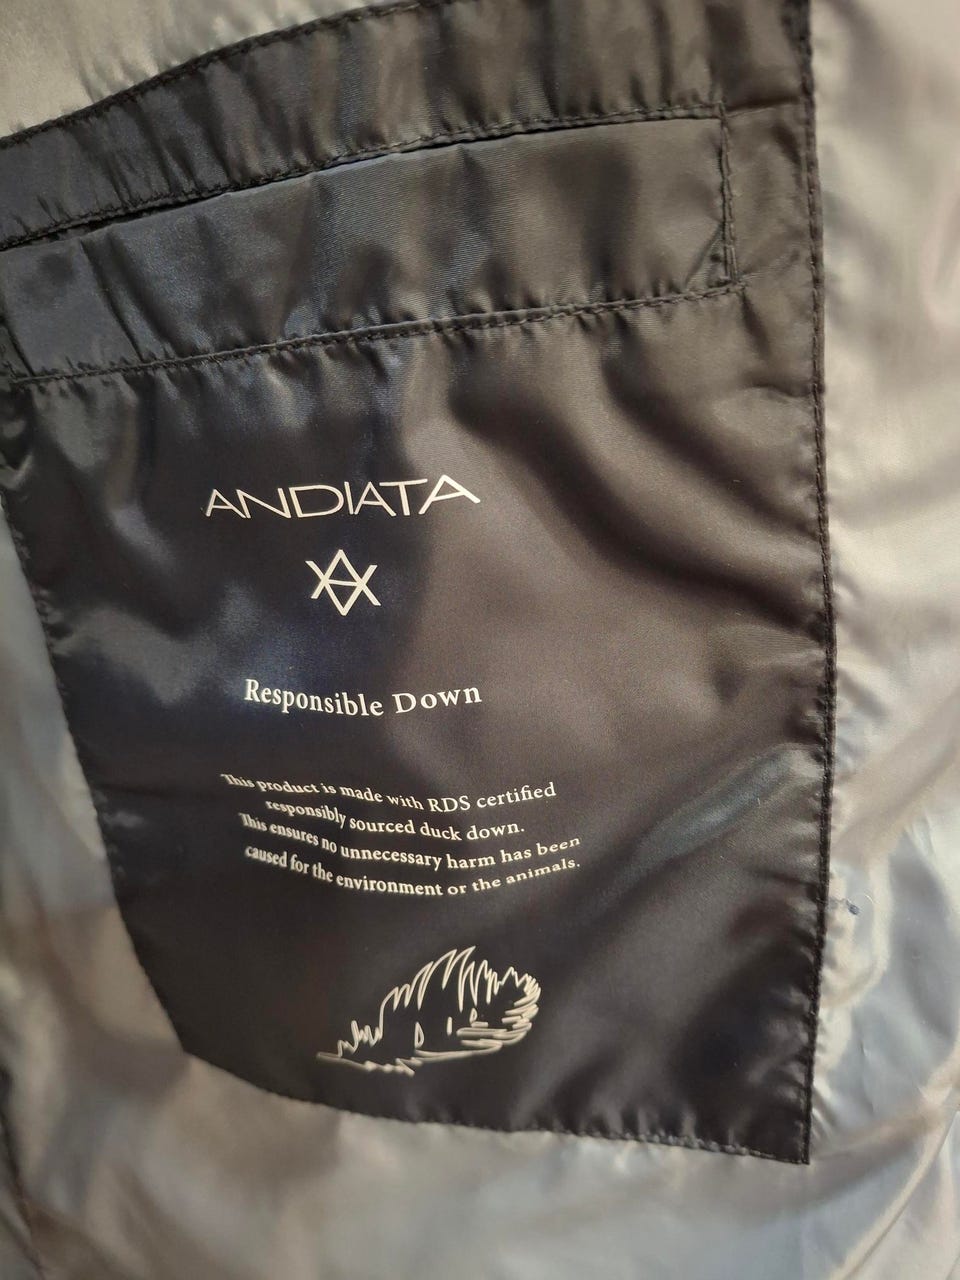 ANDIATA
Responsible Down
This product is made with RDS certified
responsibly sourced duck down.
This ensures no unnecessary harm has been
caused for the environment or the animals.